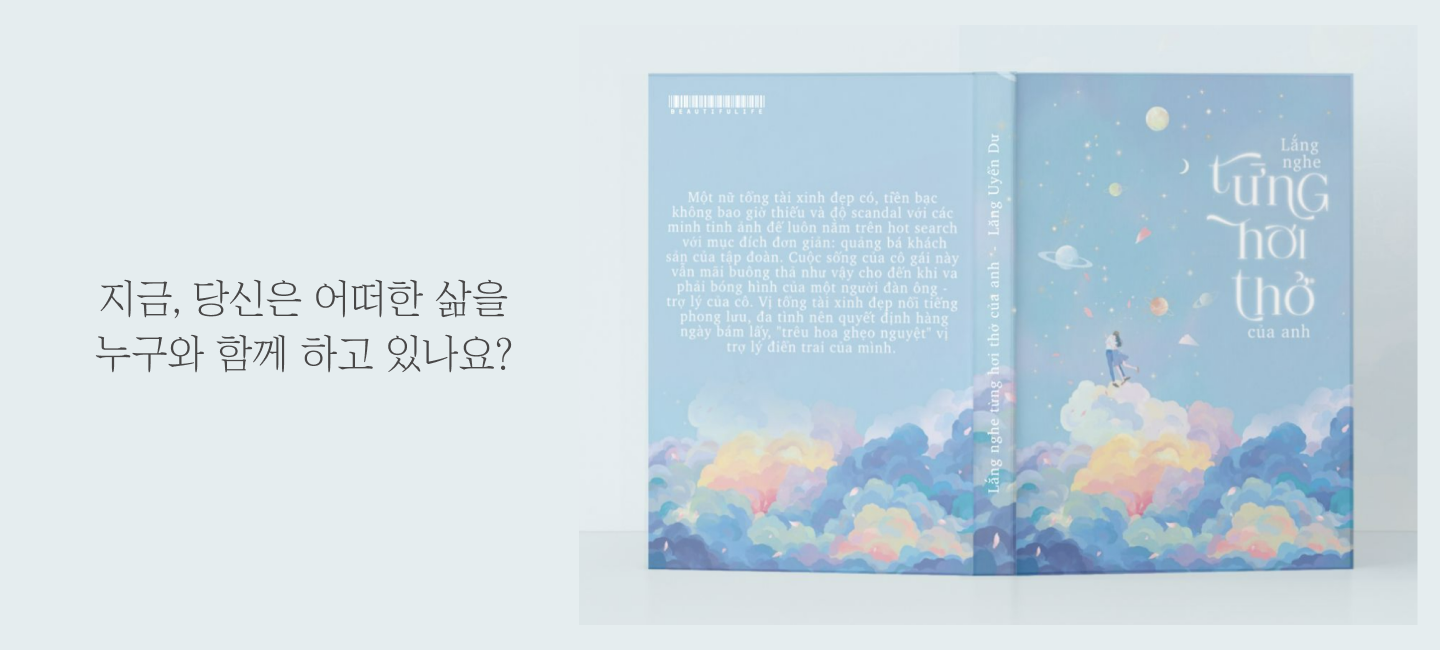 지금, 당신은 어떠한 삶을
누구와 함께 하고 있나요?
BEAUTIFULIFE
Một nữ tổng tài xinh đẹp có, tiền bạc
không bao giờ thiếu và độ scandal với các
minh tinh ảnh đế luôn nằm trên hot search
với mục đích đơn giản: quảng bá khách
sạn của tập đoàn. Cuộc sống của cô gái này
vẫn mãi buông thả như vậy cho đến khi va
phải bóng hình của một người đàn ông -
trợ lý của cô. Vị tổng tài xinh đẹp nổi tiếng
phong lưu, đa tình nên quyết định hàng
ngày bám lấy, "trêu hoa ghẹo nguyệt" vị
trợ lý điển trai của mình.
Lắng nghe từng hơi thở của anh - Lăng Uyển Du
Lắng
nghe
từng
hơi
thở
của anh